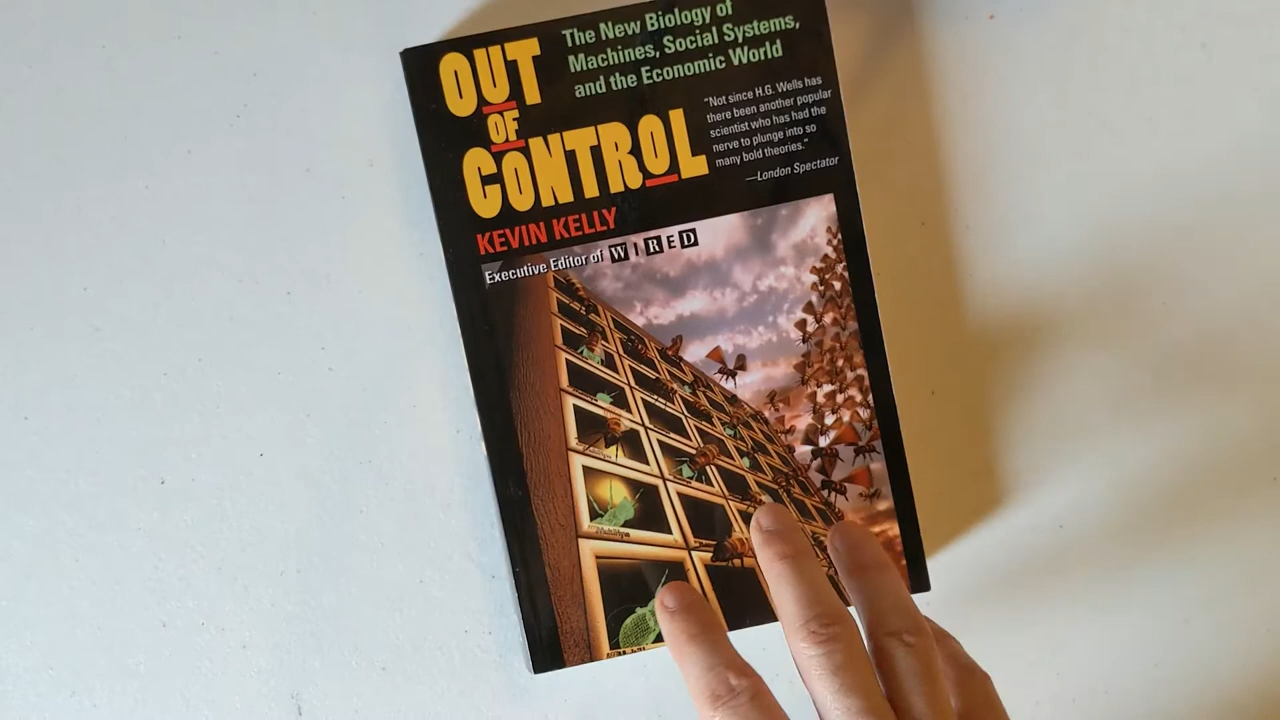 OUT
OF
CONTROL
The New Biology of
Machines, Social Systems,
and the Economic World
"Not since H.G. Wells has
there been another popular
scientist who has had the
nerve to plunge into so
many bold theories."
—London Spectator
KEVIN KELLY
Executive Editor of WIRED